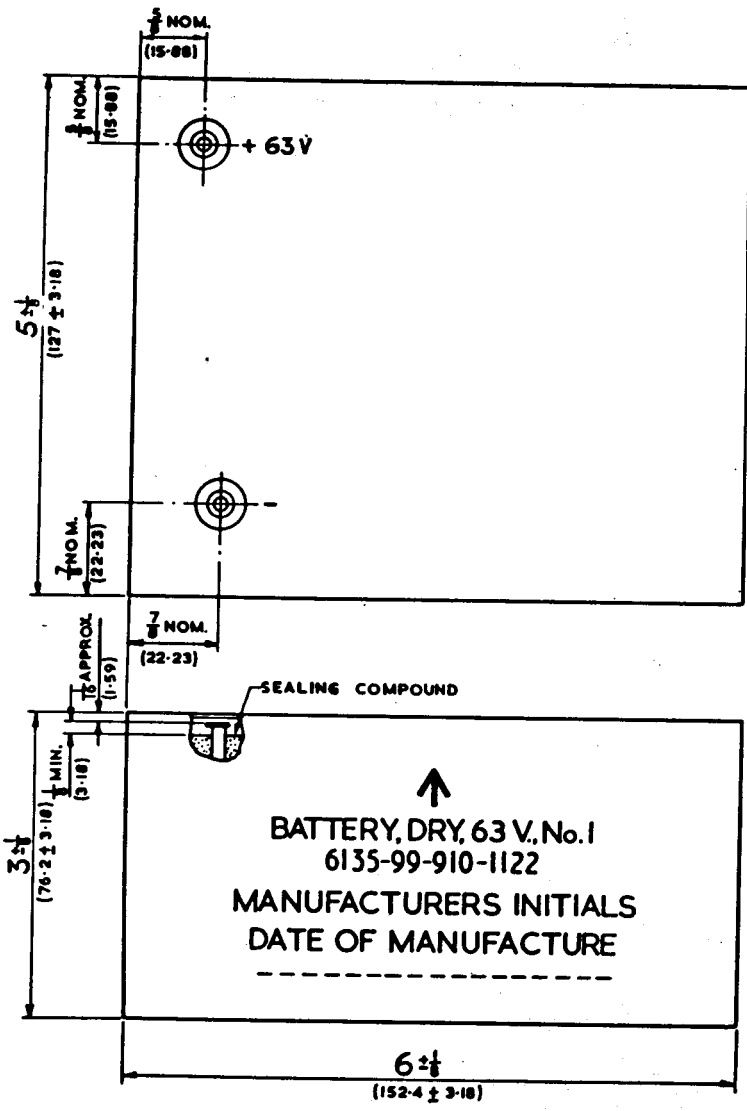 5/8 NOM.
(15·88)
5/8 NOM.
(15·88)
+ 63 V
5 ± 1/8
(127 ± 3·18)
-
7/8 NOM.
(22·23)
7/8 NOM.
(22·23)
1/16 APPROX.
(1·59)
SEALING COMPOUND
1/8 MIN.
(3·18)
3 ± 1/8
(76·2 ± 3·18)
BATTERY, DRY, 63 V., No. 1
6135-99-910-1122
MANUFACTURERS INITIALS
DATE OF MANUFACTURE
6 ± 1/8
(152·4 ± 3·18)